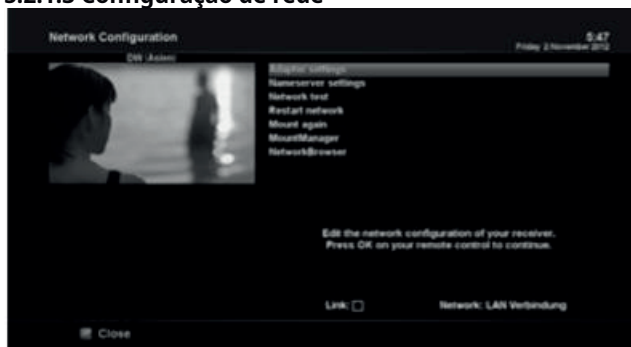 5.2.1.3 Configuração de rede
Network Configuration
5:47
Friday 2 November 2012
DW (Asien)
Adapter settings
Nameserver settings
Network test
Restart network
Mount again
MountManager
NetworkBrowser
Edit the network configuration of your receiver.
Press OK on your remote control to continue.
Link:
Network: LAN Verbindung
Close